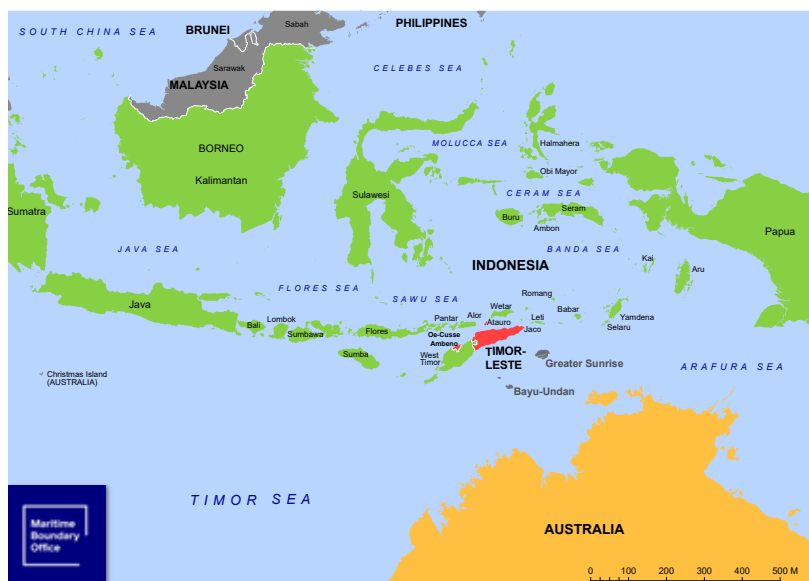 SOUTH CHINA SEA
BRUNEI
Sabah
PHILIPPINES
CELEBES SEA
Sarawak
MALAYSIA
BORNEO
Kalimantan
MOLUCCA SEA
Halmahera
Obi Mayor
Sulawesi
CERAM SEA
Sumatra
Buru
Seram
Ambon
Papua
JAVA SEA
BANDA SEA
Kai
Aru
INDONESIA
FLORES SEA
SAWU SEA
Java
Bali
Lombok
Sumbawa
Flores
Sumba
Pantar
Alor
Wetar
Atauro
Romang
Leti
Jaco
Babar
Yamdena
Selaru
Oe-Cusse
Ambeno
West
Timor
TIMOR-
LESTE
Greater Sunrise
Bayu-Undan
ARAFURA SEA
Christmas Island
(AUSTRALIA)
TIMOR SEA
AUSTRALIA
Maritime
Boundary
Office
0 100 200 300 400 500 M